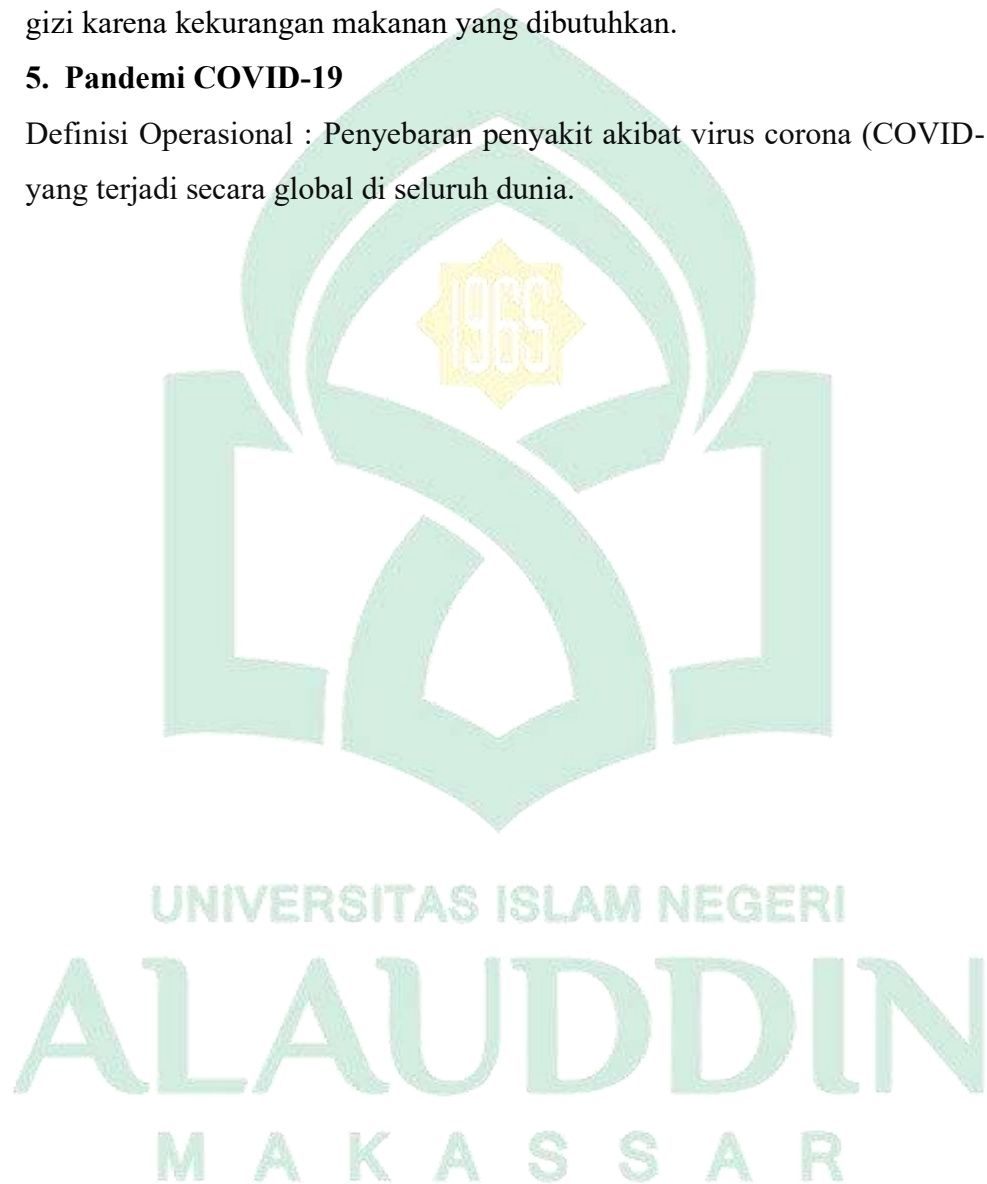 gizi karena kekurangan makanan yang dibutuhkan.
5. Pandemi COVID-19
Definisi Operasional : Penyebaran penyakit akibat virus corona (COVID-
yang terjadi secara global di seluruh dunia.
1965
UNIVERSITAS ISLAM NEGERI
ALAUDDIN
MAKASSAR